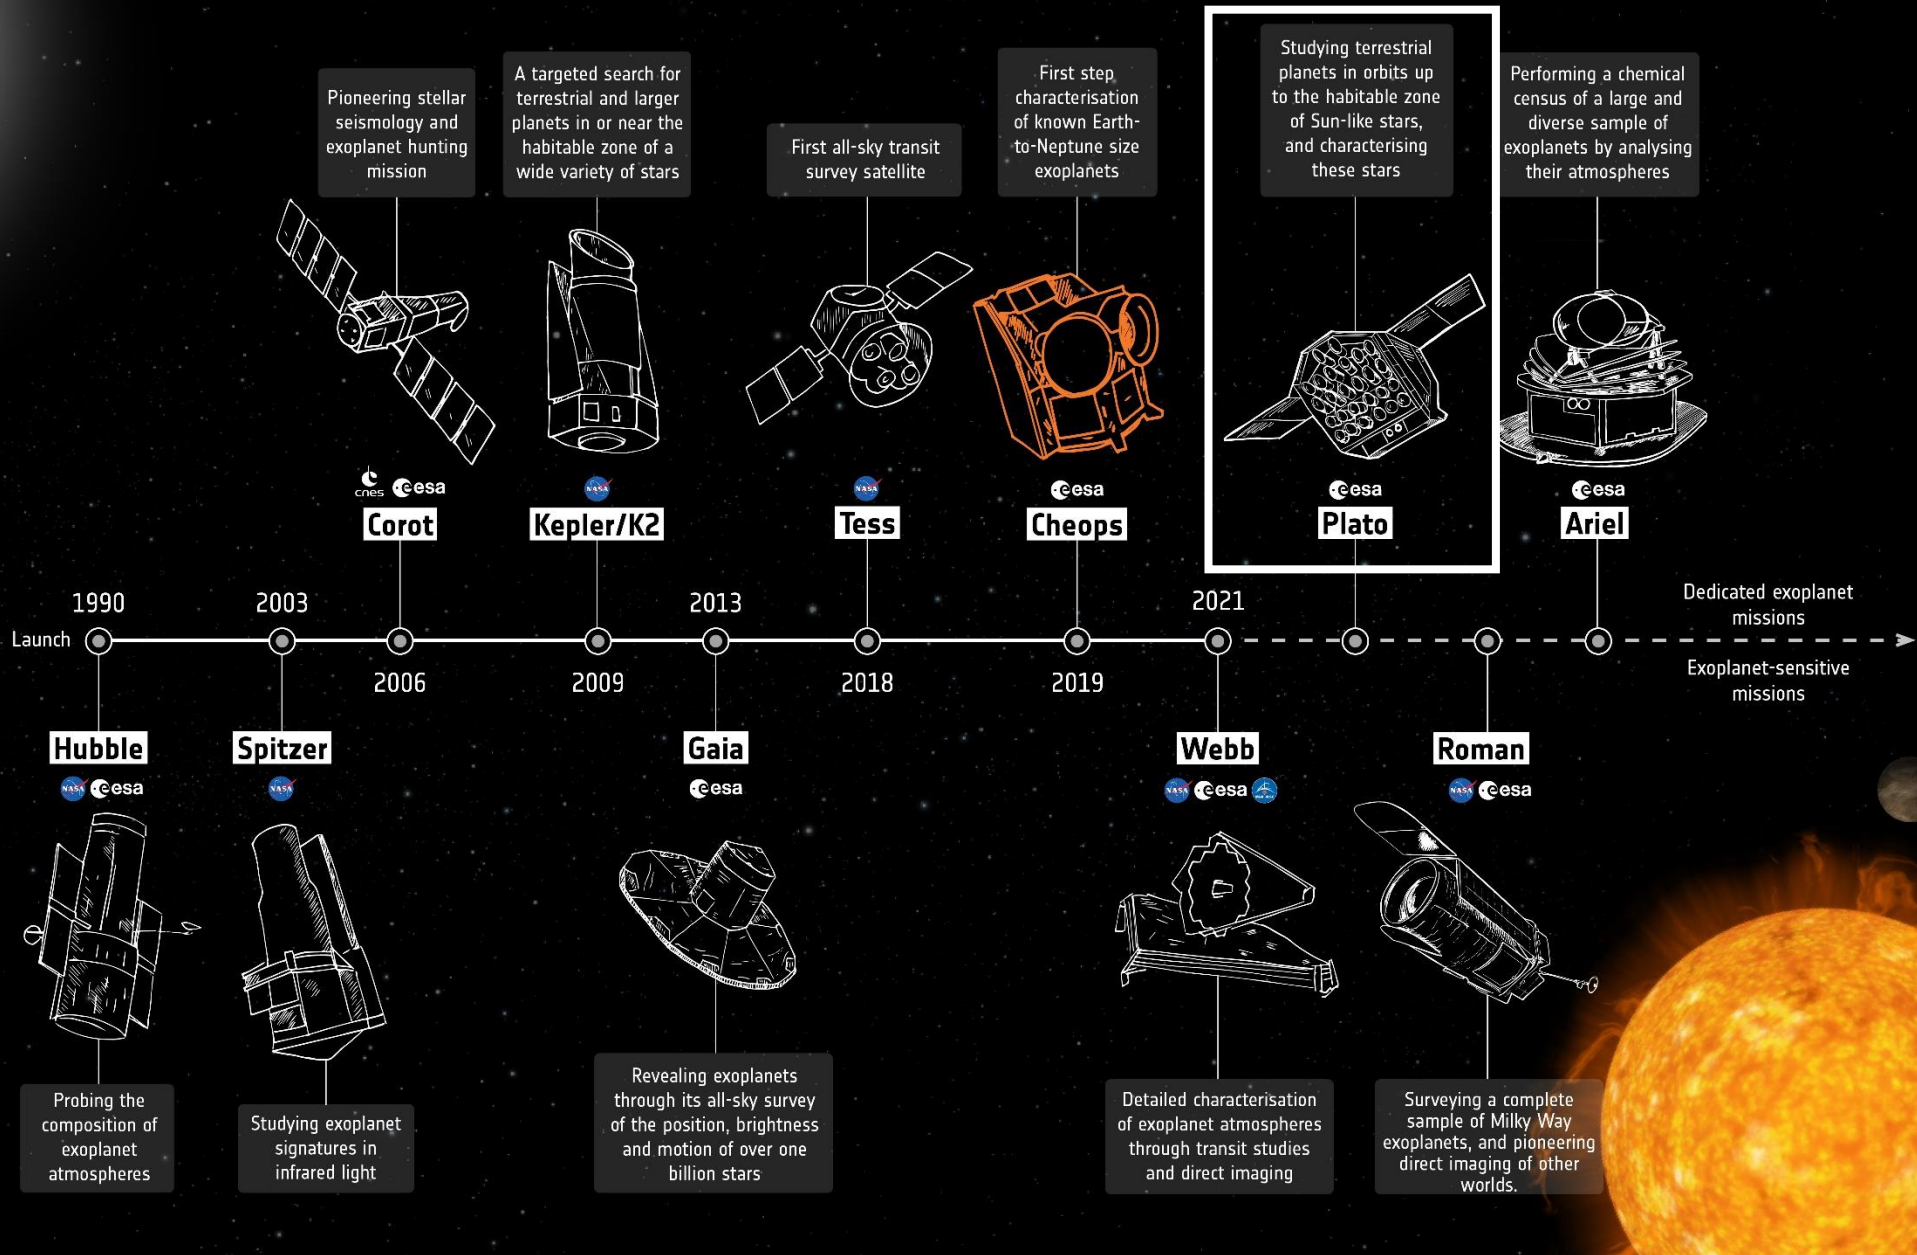 Pioneering stellar
seismology and
exoplanet hunting
mission
A targeted search for
terrestrial and larger
planets in or near the
habitable zone of a
wide variety of stars
First all-sky transit
survey satellite
First step
characterisation
of known Earth-
to-Neptune size
exoplanets
Studying terrestrial
planets in orbits up
to the habitable zone
of Sun-like stars,
and characterising
these stars
Performing a chemical
census of a large and
diverse sample of
exoplanets by analysing
their atmospheres
cnes esa
Corot
NASA
Kepler/K2
NASA
Tess
esa
Cheops
esa
Plato
esa
Ariel
1990
2003
2013
2021
Dedicated exoplanet
missions
Launch
2006
2009
2018
2019
Exoplanet-sensitive
missions
Hubble
NASA esa
Spitzer
NASA
Gaia
esa
Webb
NASA esa
Roman
NASA esa
Probing the
composition of
exoplanet
atmospheres
Studying exoplanet
signatures in
infrared light
Revealing exoplanets
through its all-sky survey
of the position, brightness
and motion of over one
billion stars
Detailed characterisation
of exoplanet atmospheres
through transit studies
and direct imaging
Surveying a complete
sample of Milky Way
exoplanets, and pioneering
direct imaging of other
worlds.